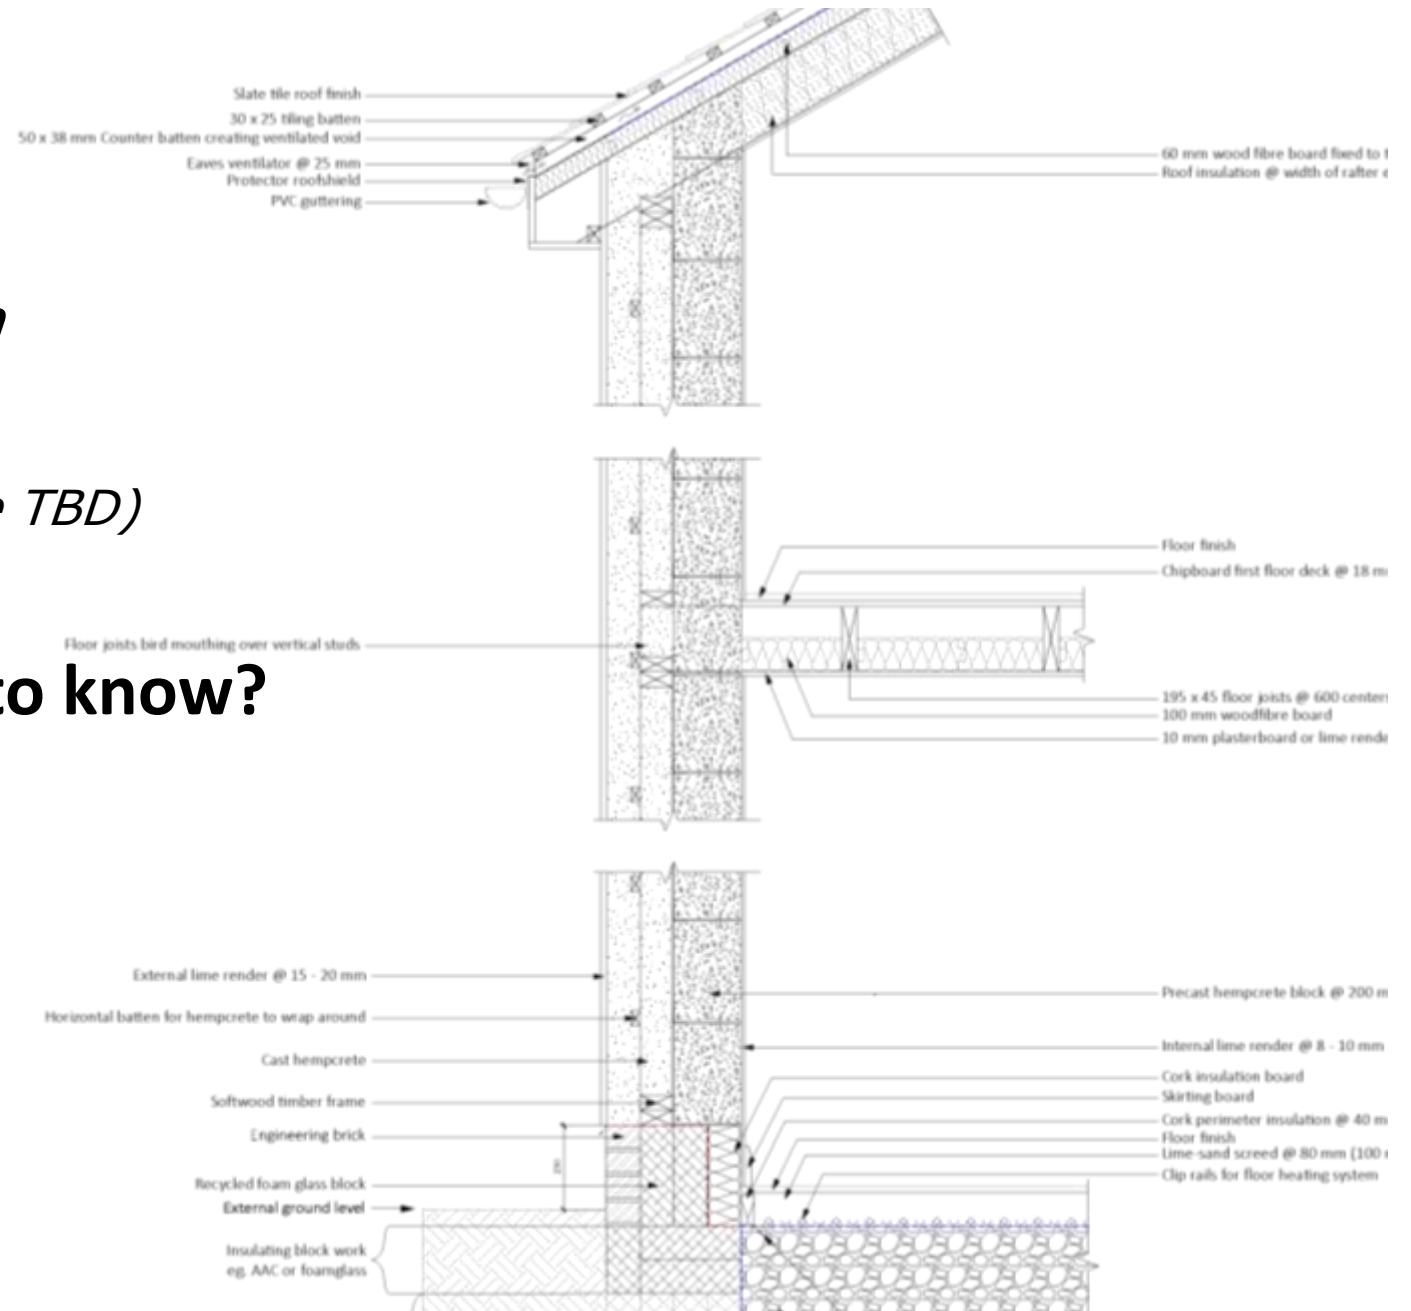 Slate tile roof finish
30 x 25 tiling batten
50 x 38 mm Counter batten creating ventilated void
Eaves ventilator @ 25 mm
Protector roofshield
PVC guttering
60 mm wood fibre board fixed to
Roof insulation @ width of rafter
TBD)
Floor finish
Chipboard first floor deck @ 18
Floor joists bird mouthing over vertical studs
to know?
195 x 45 floor joists @ 600 centers
100 mm woodfibre board
10 mm plasterboard or lime
External lime render @ 15 - 20 mm
Precast hempcrete block @ 200
Horizontal batten for hempcrete to wrap around
Internal lime render @ 8 - 10 mm
Cast hempcrete
Cork insulation board
Skirting board
Softwood timber frame
Cork perimeter insulation @ 40
Engineering brick
Floor finish
Lime-sand screed @ 80 mm (100
Clip rails for floor heating system
Recycled foam glass block
External ground level
Insulating block work
eg. AAC or foamglass